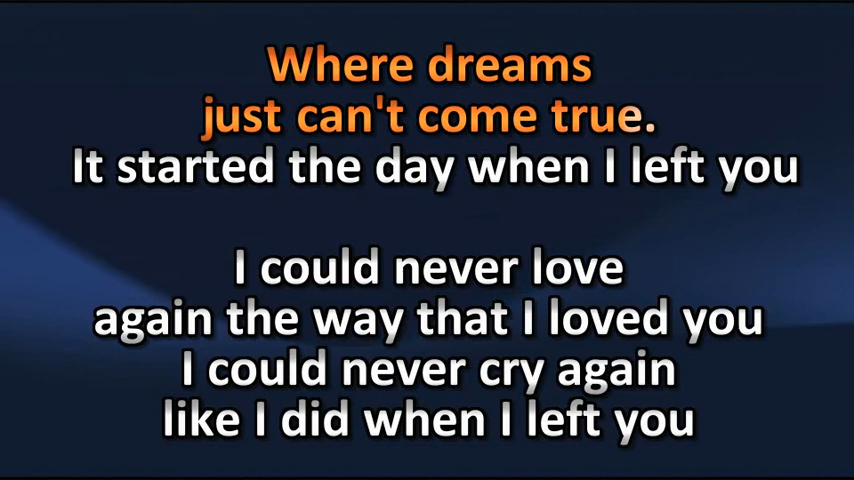 Where dreams
just can't come true.
It started the day when I left you
I could never love
again the way that I loved you
I could never cry again
like I did when I left you